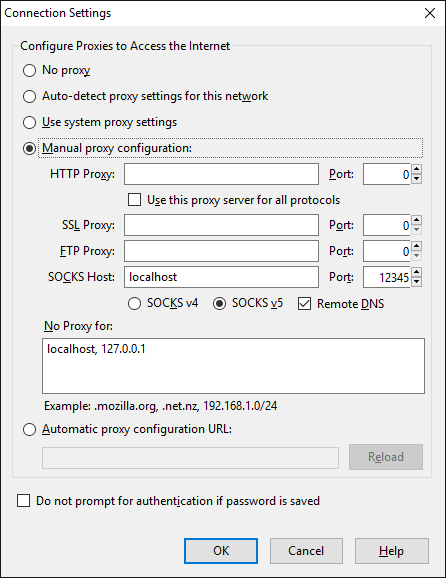 Connection Settings
Configure Proxies to Access the Internet
No proxy
Auto-detect proxy settings for this network
Use system proxy settings
Manual proxy configuration:
HTTP Proxy: Port: 0
Use this proxy server for all protocols
SSL Proxy: Port: 0
FTP Proxy: Port: 0
SOCKS Host: localhost Port: 12345
SOCKS v4 SOCKS v5 Remote DNS
No Proxy for:
localhost, 127.0.0.1
Example: .mozilla.org, .net.nz, 192.168.1.0/24
Automatic proxy configuration URL:
Reload
Do not prompt for authentication if password is saved
OK Cancel Help